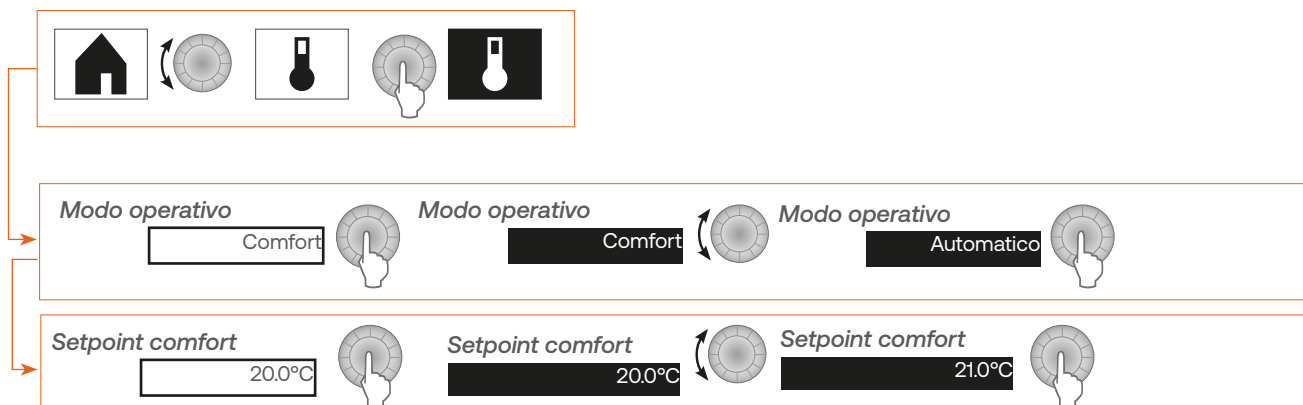 Modo operativo Modo operativo Modo operativo
Comfort Comfort Automatico
Setpoint comfort Setpoint comfort Setpoint comfort
20.0°C 20.0°C 21.0°C